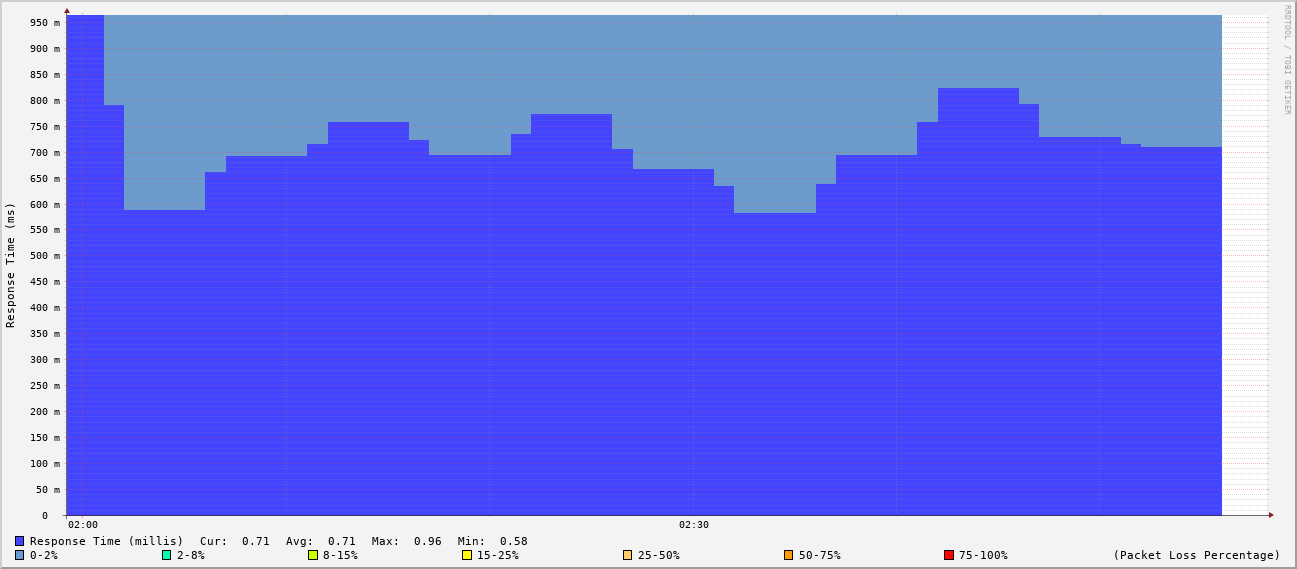 RRDTOOL / TOBI OETIKER
Response Time (ms)
950 m
900 m
850 m
800 m
750 m
700 m
650 m
600 m
550 m
500 m
450 m
400 m
350 m
300 m
250 m
200 m
150 m
100 m
50 m
0
02:00 02:30
Response Time (millis) Cur: 0.71 Avg: 0.71 Max: 0.96 Min: 0.58
0-2% 2-8% 8-15% 15-25% 25-50% 50-75% 75-100% (Packet Loss Percentage)